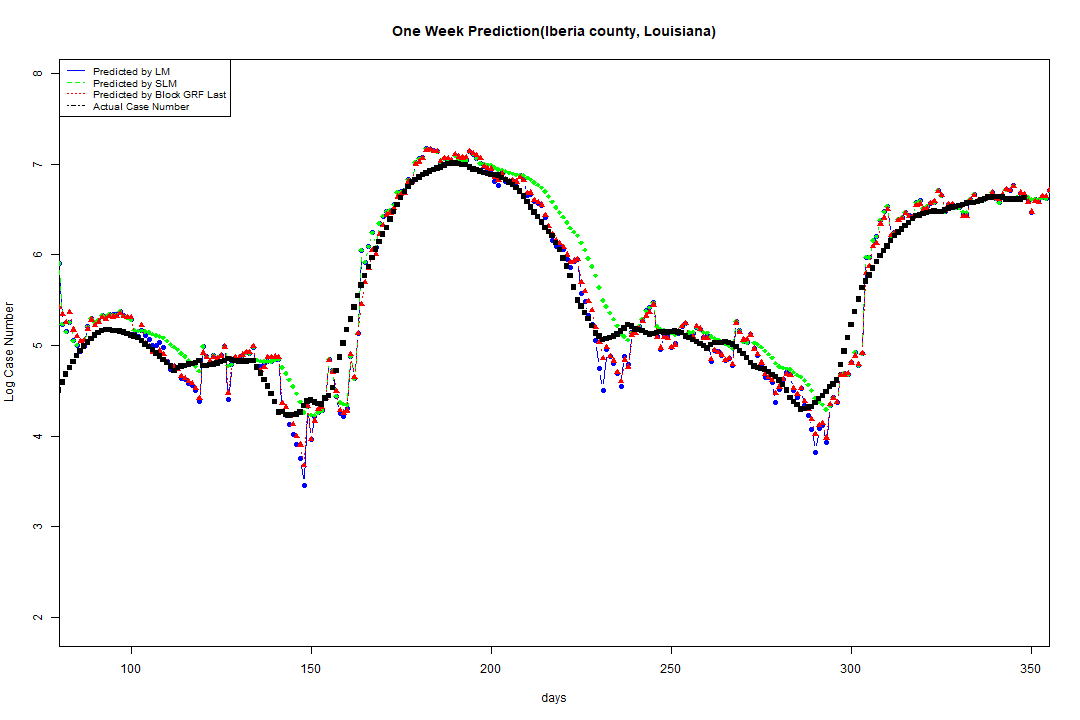 One Week Prediction(Iberia county, Louisiana)
Predicted by LM
Predicted by SLM
Predicted by Block GRF Last
Actual Case Number
8
7
6
5
4
3
2
Log Case Number
100 150 200 250 300 350
days